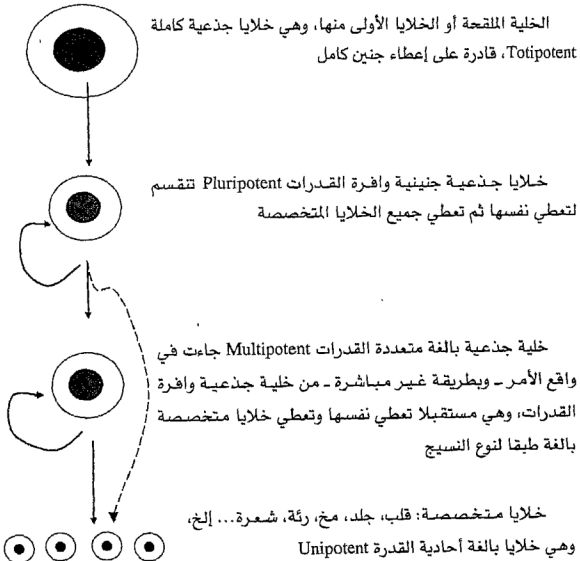 الخلية الملقحة أو الخلايا الأولى منها، وهي خلايا جذعية كاملة
Totipotent، قادرة على إعطاء جنين كامل
خلايا جذعية جنينية وافرة القدرات Pluripotent تنقسم
لتعطي نفسها ثم تعطي جميع الخلايا المتخصصة
خلية جذعية بالغة متعددة القدرات Multipotent جاءت في
واقع الأمر - وبطريقة غير مباشرة - من خلية جذعية وافرة
القدرات، وهي مستقبلا تعطي نفسها وتعطي خلايا متخصصة
بالغة طبقا لنوع النسيج
خلايا متخصصة: قلب، جلد، مخ، رئة، شعرة... إلخ،
وهي خلايا بالغة أحادية القدرة Unipotent